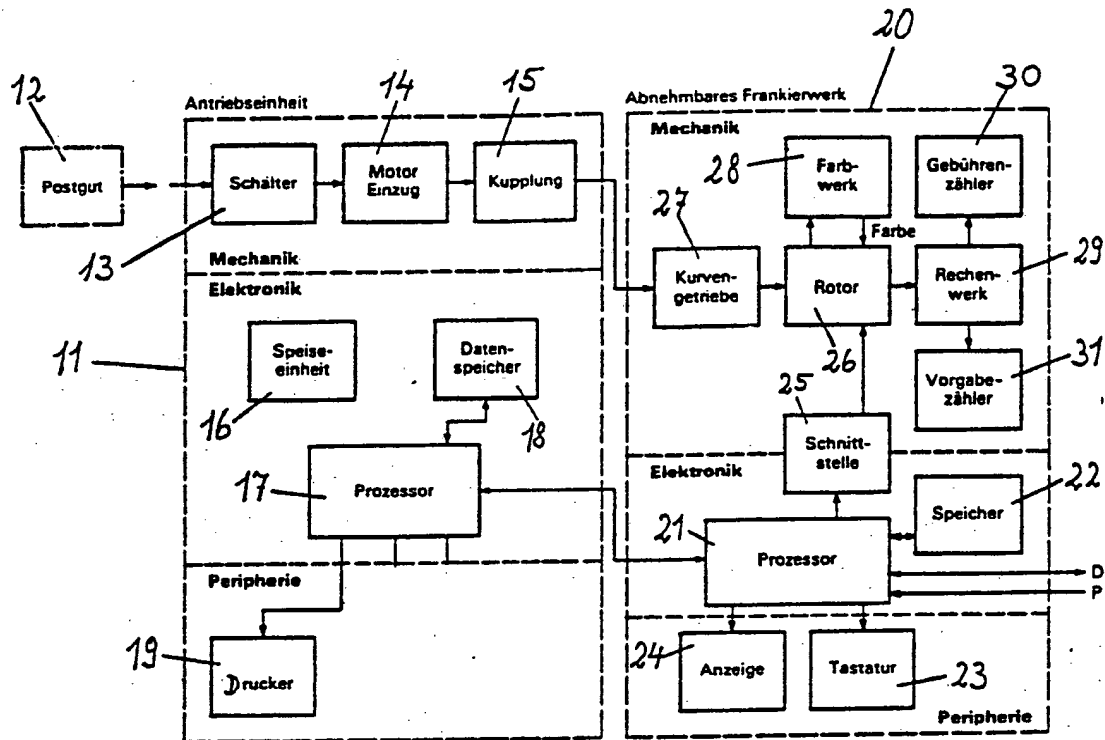 20
12
14
15
30
Antriebseinheit
Abnehmbares Frankierwerk
Mechanik
Postgut
Schalter
Motor
Einzug
Kupplung
28
Farb-
werk
Gebühren-
zähler
27
Farbe
13
Mechanik
Kurven-
getriebe
Rotor
Rechen-
werk
29
Elektronik
26
11
Speise-
einheit
Daten-
speicher
25
31
Vorgabe-
zähler
16
18
Schnitt-
stelle
Elektronik
17
Prozessor
22
Speicher
21
Prozessor
D
P
Peripherie
19
Drucker
24
Anzeige
Tastatur
23
Peripherie